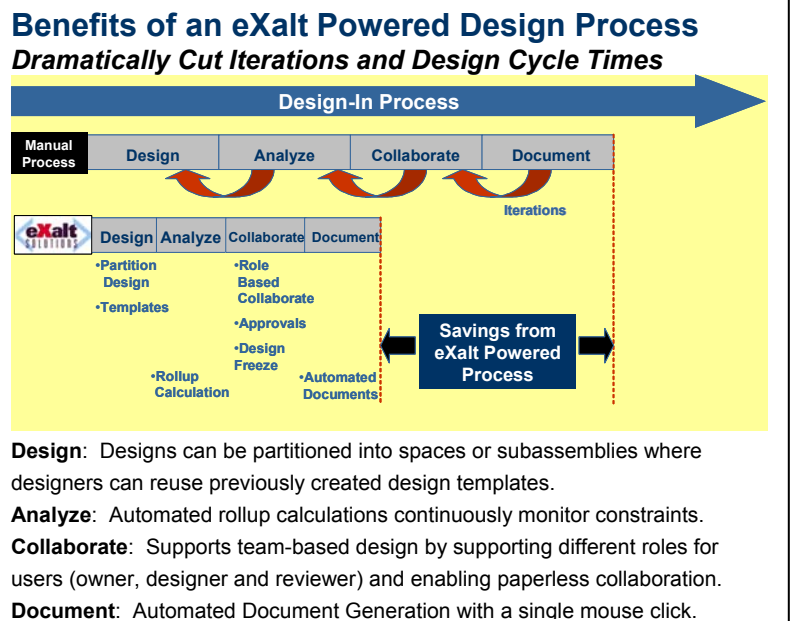 Benefits of an eXalt Powered Design Process
Dramatically Cut Iterations and Design Cycle Times
Design-In Process
Manual
Process
Design
Analyze
Collaborate
Document
Iterations
eXalt
SOLUTIONS
Design
Analyze
Collaborate
Document
•Partition
Design
•Templates
•Rollup
Calculation
•Role
Based
Collaborate
•Approvals
•Design
Freeze
•Automated
Documents
Savings from
eXalt Powered
Process
Design: Designs can be partitioned into spaces or subassemblies where
designers can reuse previously created design templates.
Analyze: Automated rollup calculations continuously monitor constraints.
Collaborate: Supports team-based design by supporting different roles for
users (owner, designer and reviewer) and enabling paperless collaboration.
Document: Automated Document Generation with a single mouse click.